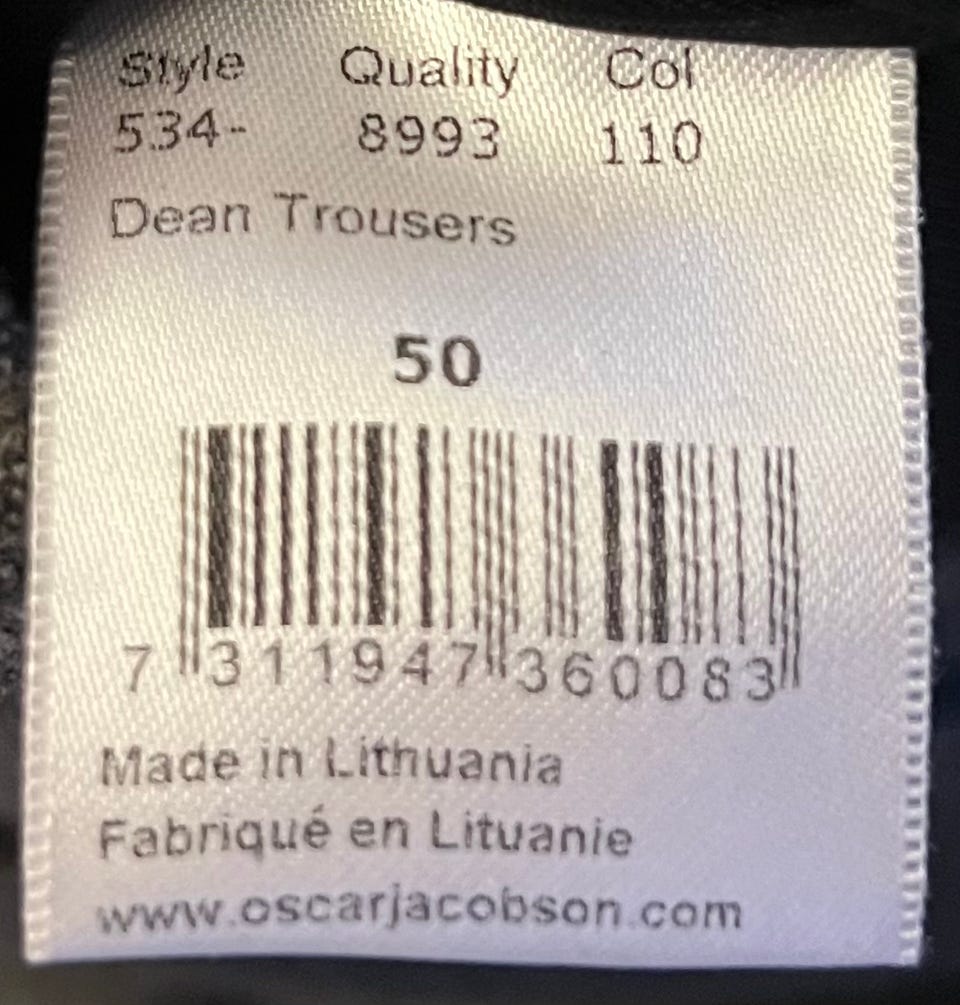 Style Quality Col
534- 8993 110
Dean Trousers
50
7 311947 360083
Made in Lithuania
Fabriqué en Lituanie
www.oscarjacobson.com